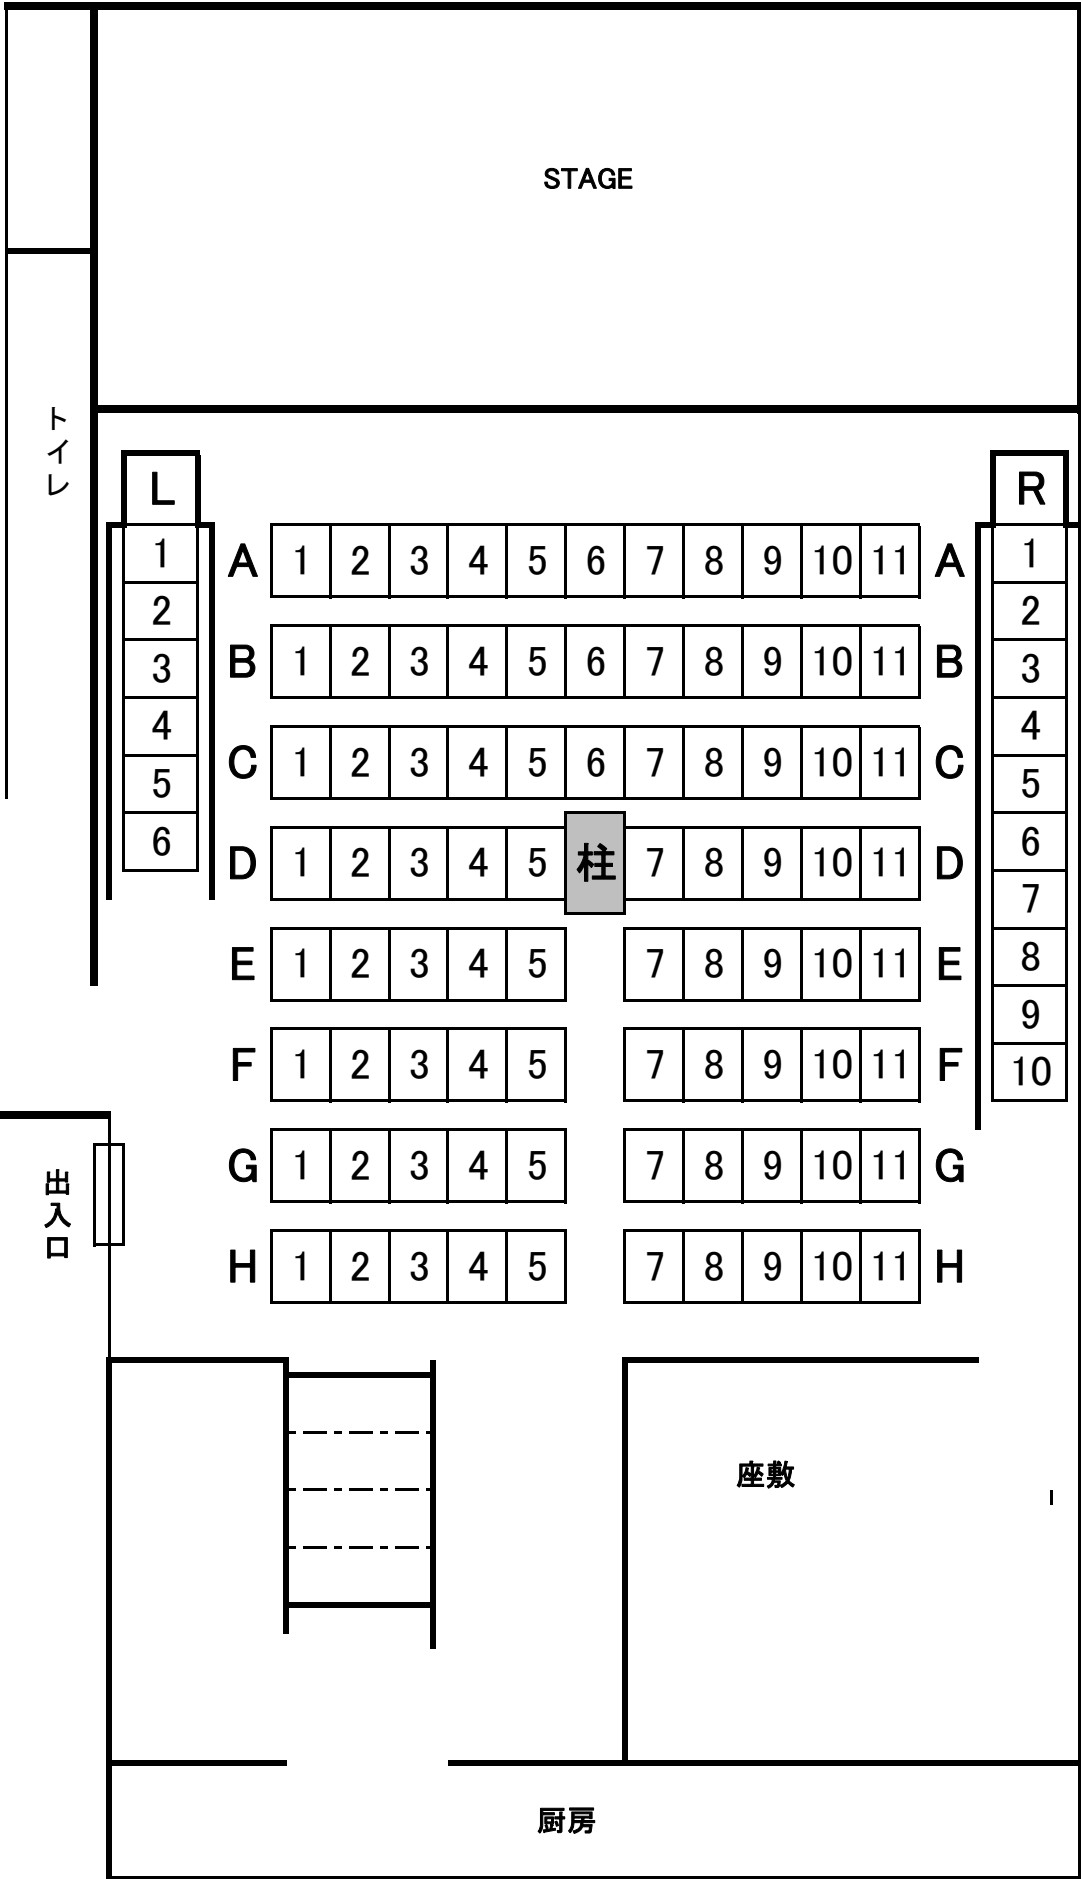 STAGE
トイレ
L
R
1
2
3
4
5
6
A 1 2 3 4 5 6 7 8 9 10 11 A
B 1 2 3 4 5 6 7 8 9 10 11 B
C 1 2 3 4 5 6 7 8 9 10 11 C
D 1 2 3 4 5 柱 7 8 9 10 11 D
E 1 2 3 4 5 7 8 9 10 11 E
F 1 2 3 4 5 7 8 9 10 11 F
G 1 2 3 4 5 7 8 9 10 11 G
H 1 2 3 4 5 7 8 9 10 11 H
1
2
3
4
5
6
7
8
9
10
出入口
座敷
厨房